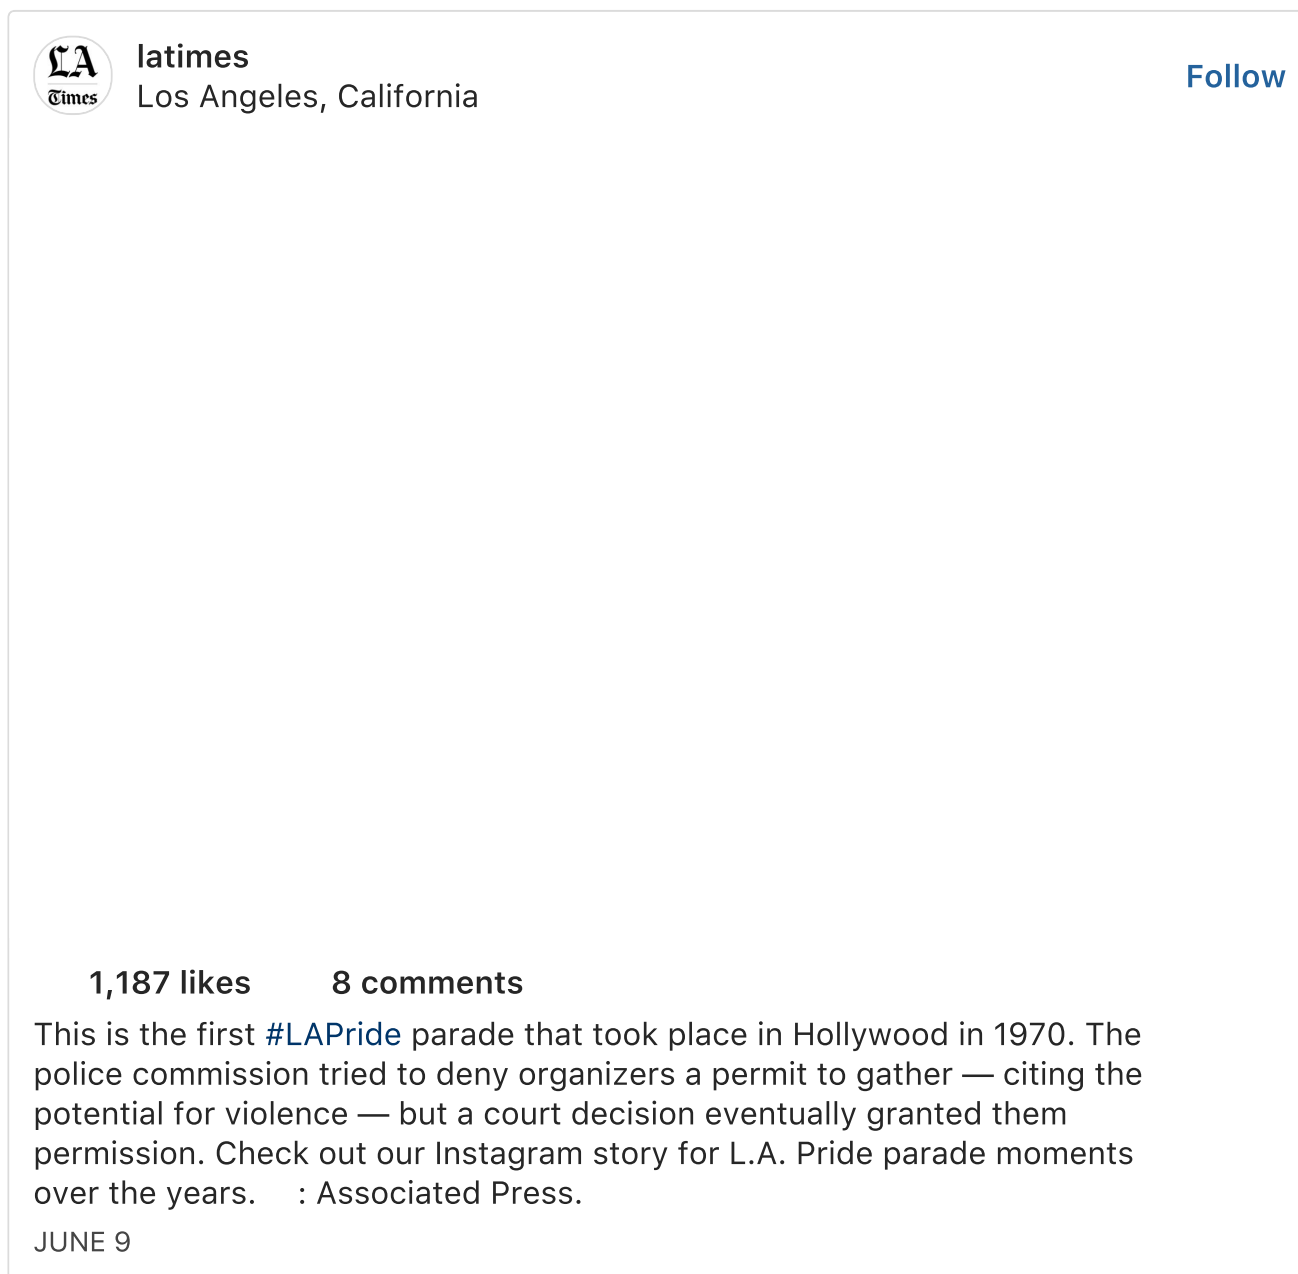 LA
Times
latimes
Los Angeles, California
Follow
1,187 likes 8 comments
This is the first #LAPride parade that took place in Hollywood in 1970. The
police commission tried to deny organizers a permit to gather — citing the
potential for violence — but a court decision eventually granted them
permission. Check out our Instagram story for L.A. Pride parade moments
over the years. : Associated Press.
JUNE 9